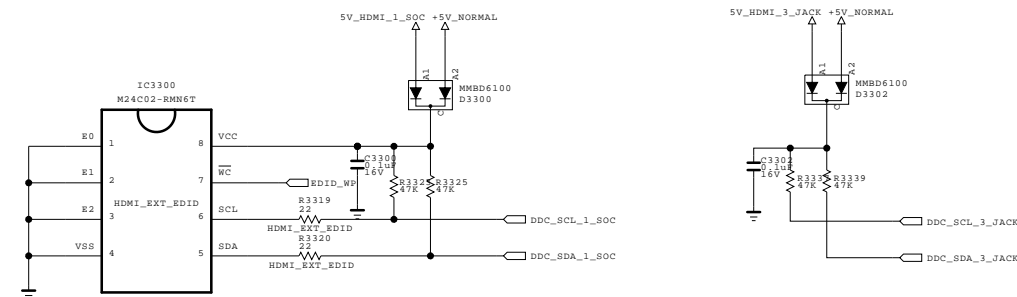 5V_HDMI_1_SOC +5V_NORMAL
5V_HDMI_3_JACK +5V_NORMAL
A1
A2
MMBD6100
D3300
C
A1
A2
MMBD6100
D3302
C
IC3300
M24C02-RMN6T
E0
1
8
VCC
E1
2
7
WC
EDID_WP
HDMI_EXT_EDID
E2
3
6
SCL
VSS
4
5
SDA
C3300
0.1uF
16V
R3325
47K
R3319
22
HDMI_EXT_EDID
R3320
22
HDMI_EXT_EDID
DDC_SCL_1_SOC
DDC_SDA_1_SOC
C3302
0.1uF
16V
47K
R3339
47K
DDC_SCL_3_JACK
DDC_SDA_3_JACK